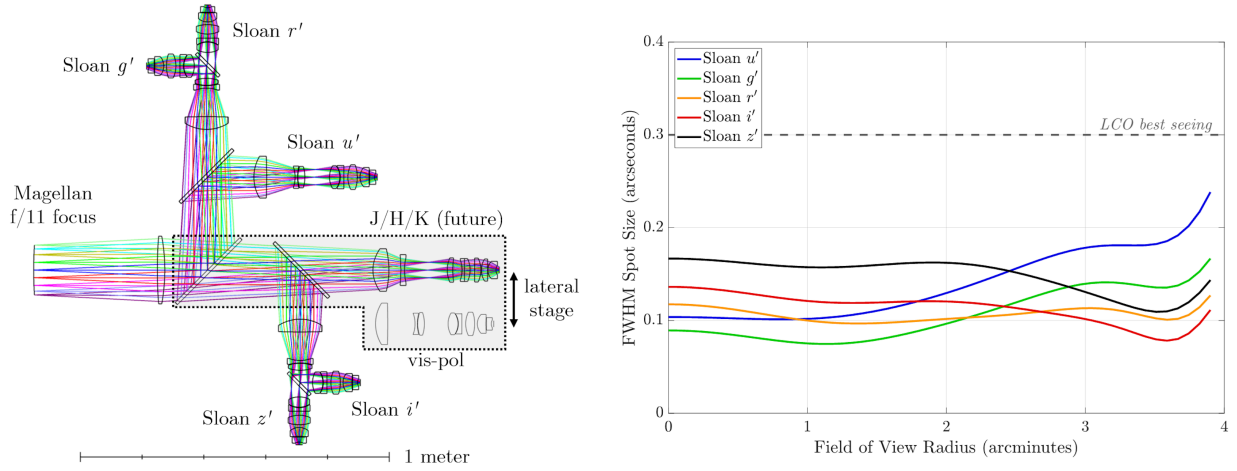 Sloan r′
Sloan g′
Sloan u′
Magellan
f/11 focus
J/H/K (future)
lateral
stage
vis-pol
Sloan i′
Sloan z′
1 meter
FWHM Spot Size (arcseconds)
0.4
0.3
0.2
0.1
0
Sloan u′
Sloan g′
Sloan r′
Sloan i′
Sloan z′
LCO best seeing
0
1
2
3
4
Field of View Radius (arcminutes)